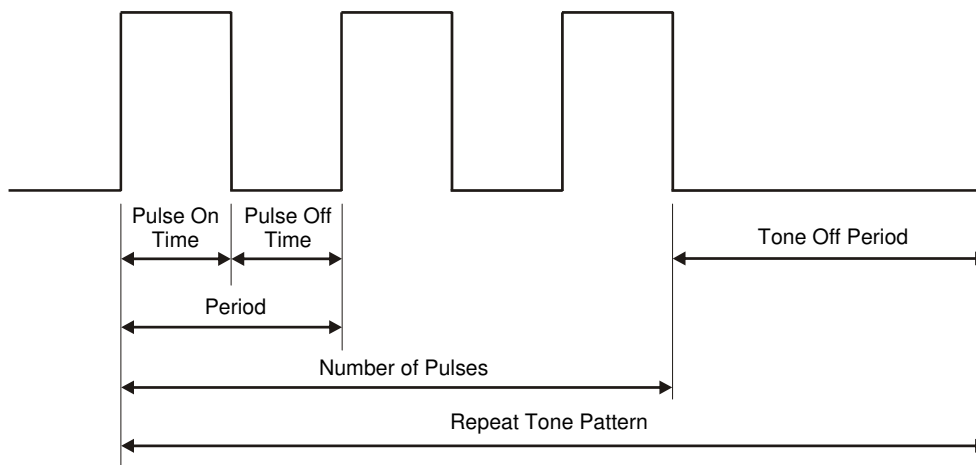 Pulse On
Time
Pulse Off
Time
Tone Off Period
Period
Number of Pulses
Repeat Tone Pattern